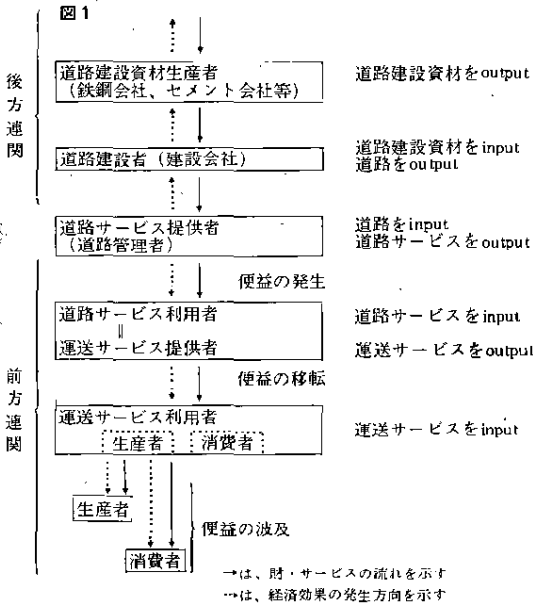 図1
後方連関
道路建設資材生産者
(鉄鋼会社、セメント会社等)
道路建設資材をoutput
道路建設者(建設会社)
道路建設資材をinput
道路をoutput
道路サービス提供者
(道路管理者)
道路をinput
道路サービスをoutput
便益の発生
前方連関
道路サービス利用者
||
運送サービス提供者
道路サービスをinput
運送サービスをoutput
便益の移転
運送サービス利用者
生産者 消費者
運送サービスをinput
生産者
便益の波及
消費者
→は、財・サービスの流れを示す
⇢は、経済効果の発生方向を示す